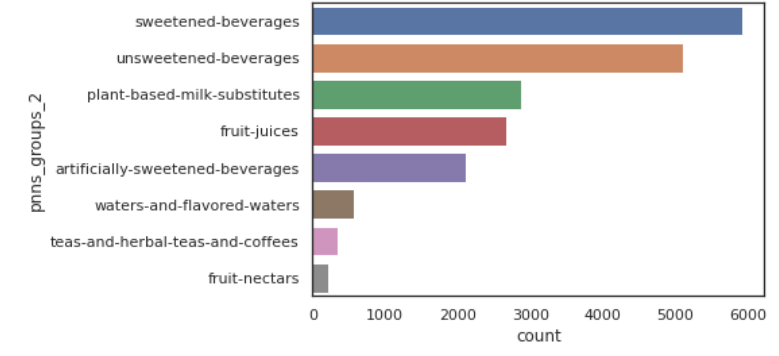 sweetened-beverages
unsweetened-beverages
plant-based-milk-substitutes
fruit-juices
artificially-sweetened-beverages
waters-and-flavored-waters
teas-and-herbal-teas-and-coffees
fruit-nectars
pnns_groups_2
0 1000 2000 3000 4000 5000 6000
count